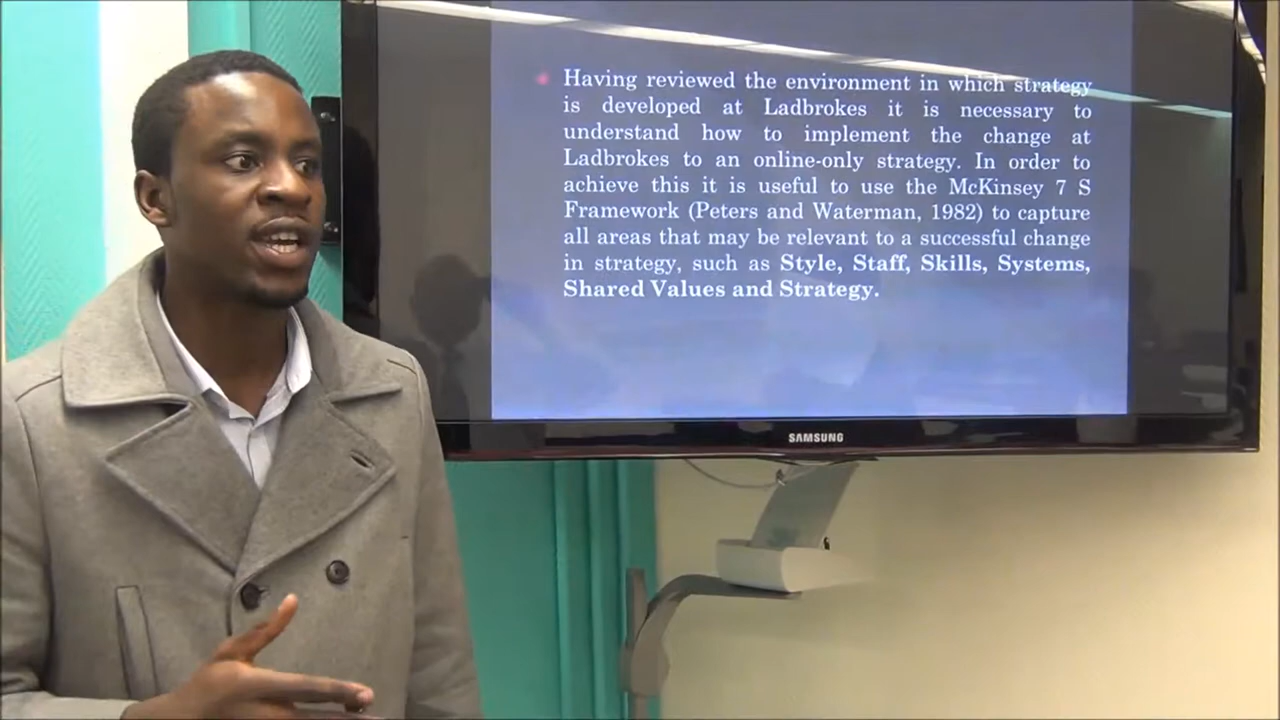 Having reviewed the environment in which strategy
is developed at Ladbrokes it is necessary to
understand how to implement the change at
Ladbrokes to an online-only strategy. In order to
achieve this it is useful to use the McKinsey 7 S
Framework (Peters and Waterman, 1982) to capture
all areas that may be relevant to a successful change
in strategy, such as Style, Staff, Skills, Systems,
Shared Values and Strategy.
SAMSUNG